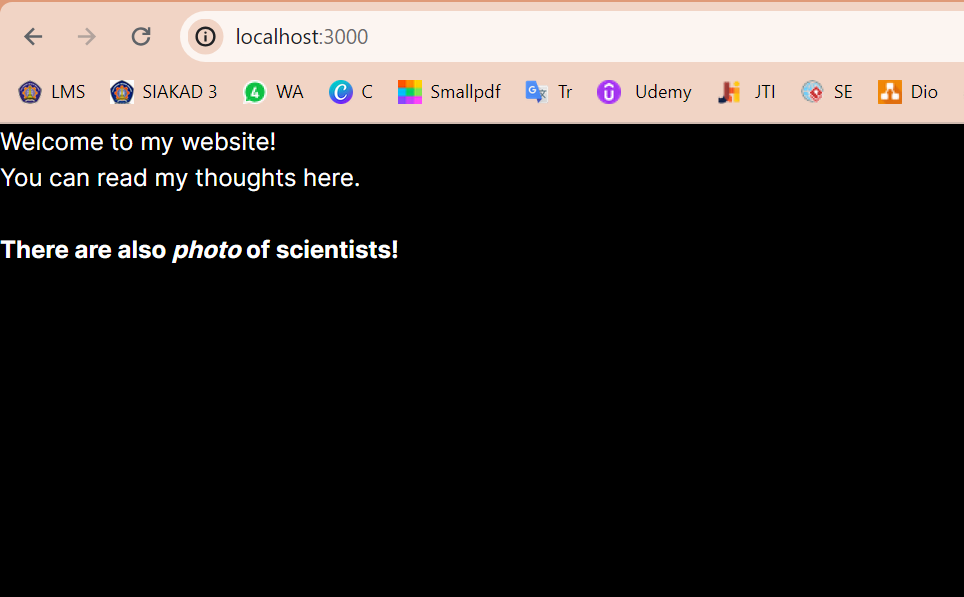 localhost:3000
LMS SIAKAD 3 4 WA C C Smallpdf G Tr U Udemy JTI SE Dio
Welcome to my website!
You can read my thoughts here.
There are also photo of scientists!